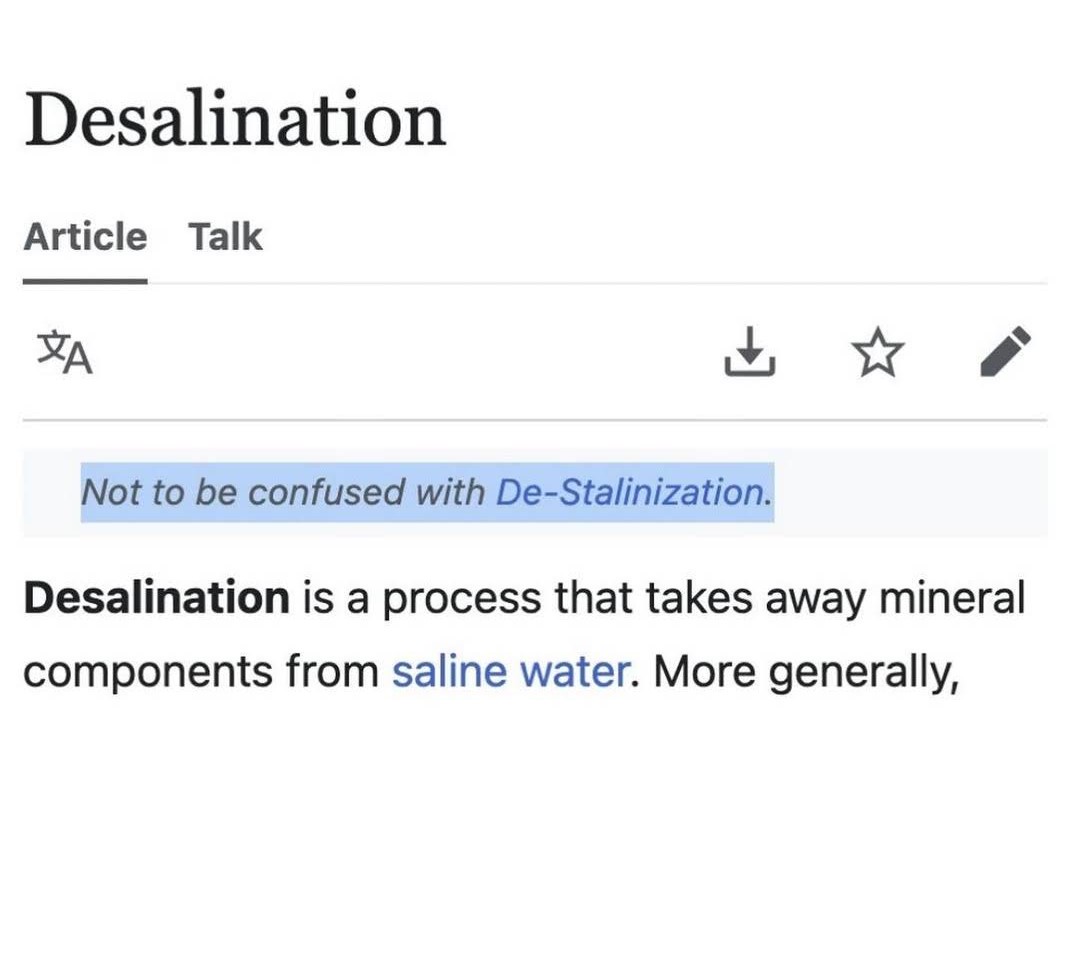 Desalination
Article Talk
文A
Not to be confused with De-Stalinization.
Desalination is a process that takes away mineral
components from saline water. More generally,